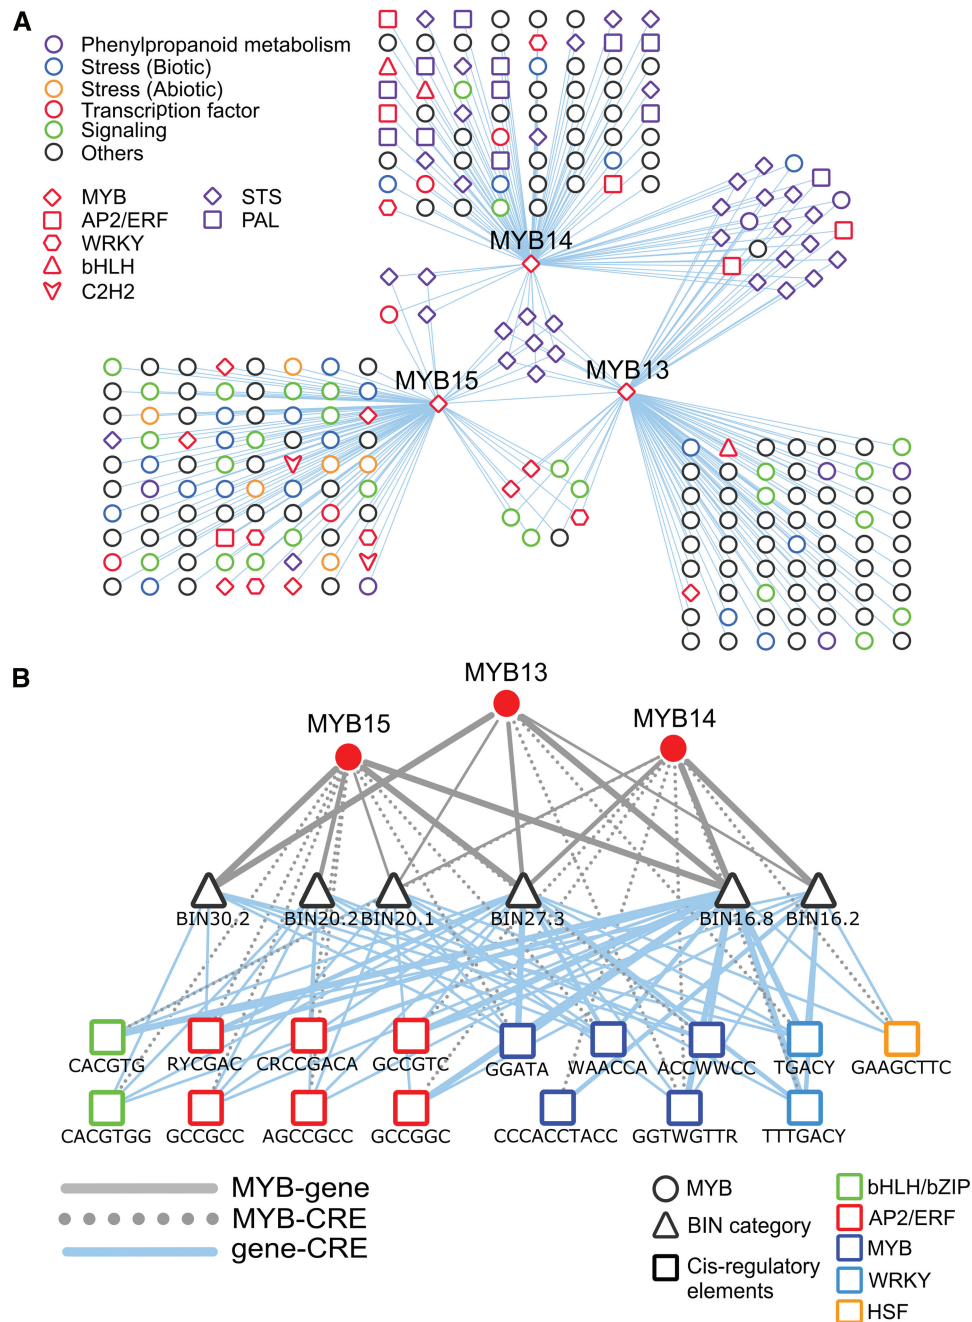 A
Phenylpropanoid metabolism
Stress (Biotic)
Stress (Abiotic)
Transcription factor
Signaling
Others
MYB
STS
AP2/ERF
PAL
WRKY
bHLH
C2H2
MYB14
MYB15
MYB13
B
MYB13
MYB15
MYB14
BIN30.2
BIN20.2
BIN20.1
BIN27.3
BIN16.8
BIN16.2
CACGTG
RYCGAC
CRCCGACA
GCCGTC
GGATA
WAACCA
ACCWWCC
TGACY
GAAGCTTC
CACGTGG
GCCGCC
AGCCGCC
GCCGGC
CCCACCTACC
GGTWGTTR
TTTGACY
MYB-gene
MYB-CRE
gene-CRE
MYB
BIN category
Cis-regulatory
elements
bHLH/bZIP
AP2/ERF
MYB
WRKY
HSF